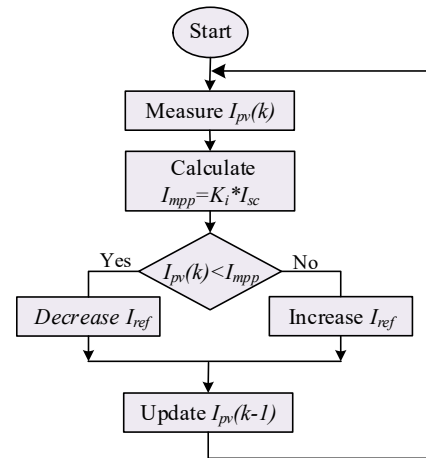 Start
Measure I_pv(k)
Calculate
I_mpp=K_i*I_sc
I_pv(k)<I_mpp
Yes
No
Decrease I_ref
Increase I_ref
Update I_pv(k-1)